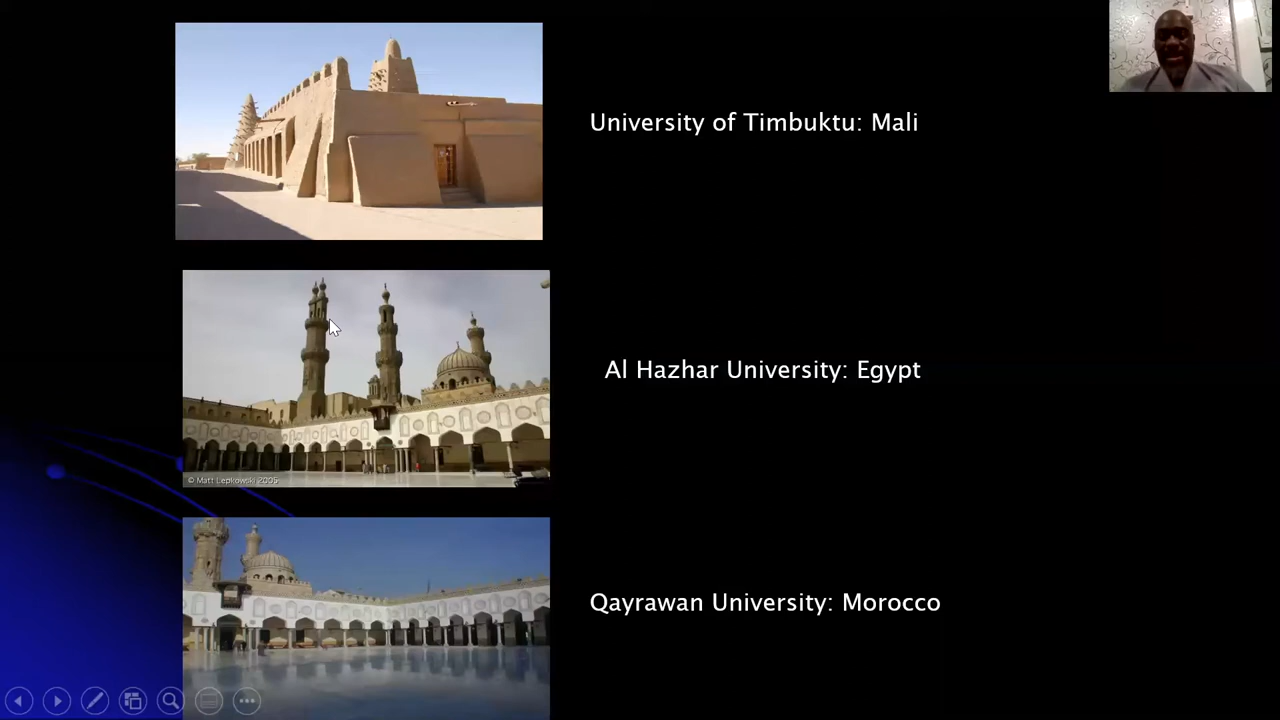 University of Timbuktu: Mali
Al Hazhar University: Egypt
© Matt Lepkowski 2005
Qayrawan University: Morocco